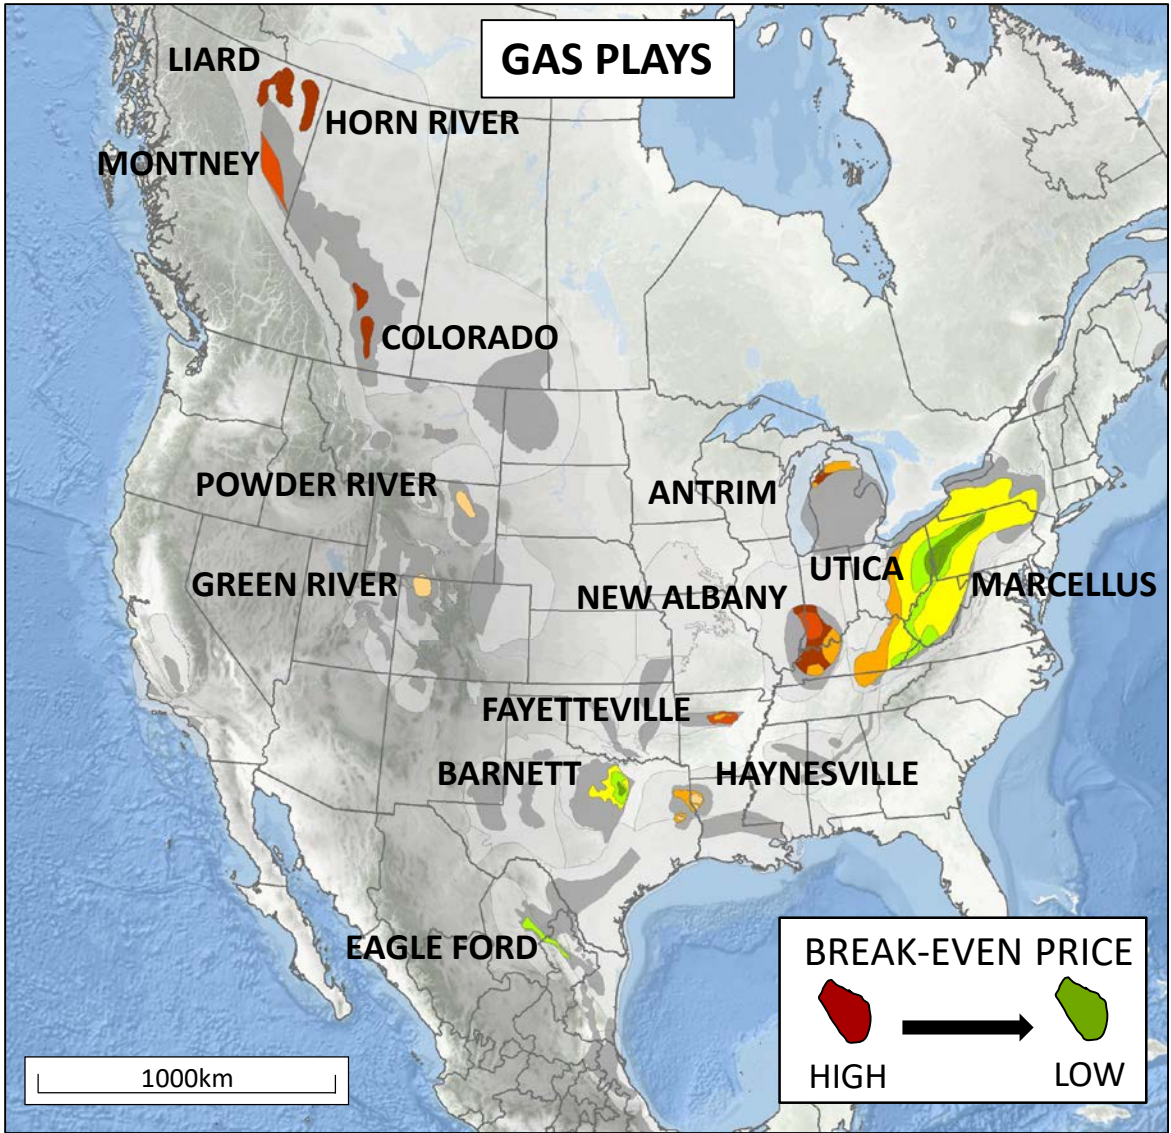 GAS PLAYS
LIARD
HORN RIVER
MONTNEY
COLORADO
POWDER RIVER
ANTRIM
UTICA
GREEN RIVER
NEW ALBANY
MARCELLUS
FAYETTEVILLE
BARNETT
HAYNESVILLE
EAGLE FORD
BREAK-EVEN PRICE
HIGH
LOW
1000km